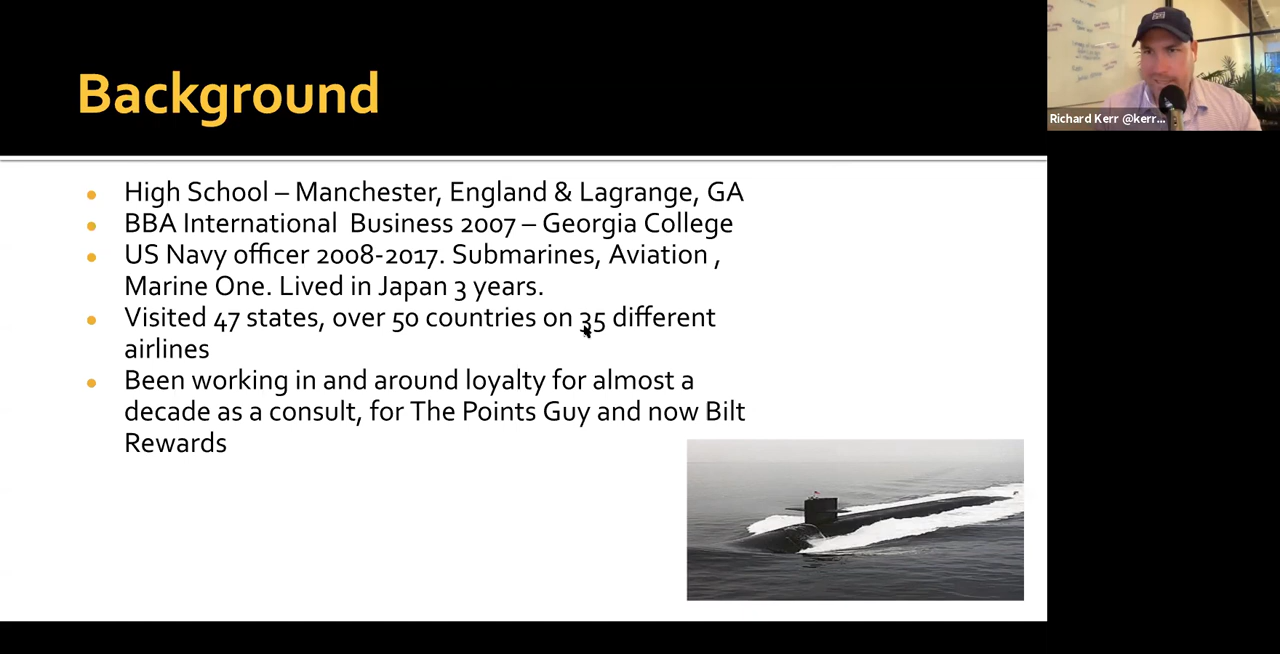 Background
Richard Kerr @kerr...
High School – Manchester, England & Lagrange, GA
BBA International  Business 2007 – Georgia College
US Navy officer 2008-2017. Submarines, Aviation ,
Marine One. Lived in Japan 3 years.
Visited 47 states, over 50 countries on 35 different
airlines
Been working in and around loyalty for almost a
decade as a consult, for The Points Guy and now Bilt
Rewards